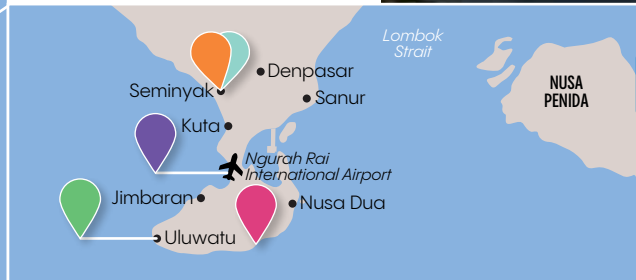 Lombok
Strait
Denpasar
Seminyak
Sanur
NUSA
PENIDA
Kuta
Ngurah Rai
International Airport
Jimbaran
Nusa Dua
Uluwatu